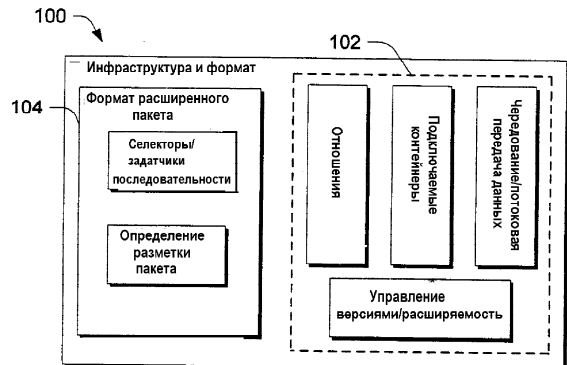 100
102
Инфраструктура и формат
104
Формат расширенного
пакета
Селекторы/
задатчики
последовательности
Определение
разметки
пакета
Отношения
Подключаемые
контейнеры
Чередование/потоковая
передача данных
Управление
версиями/расширяемость